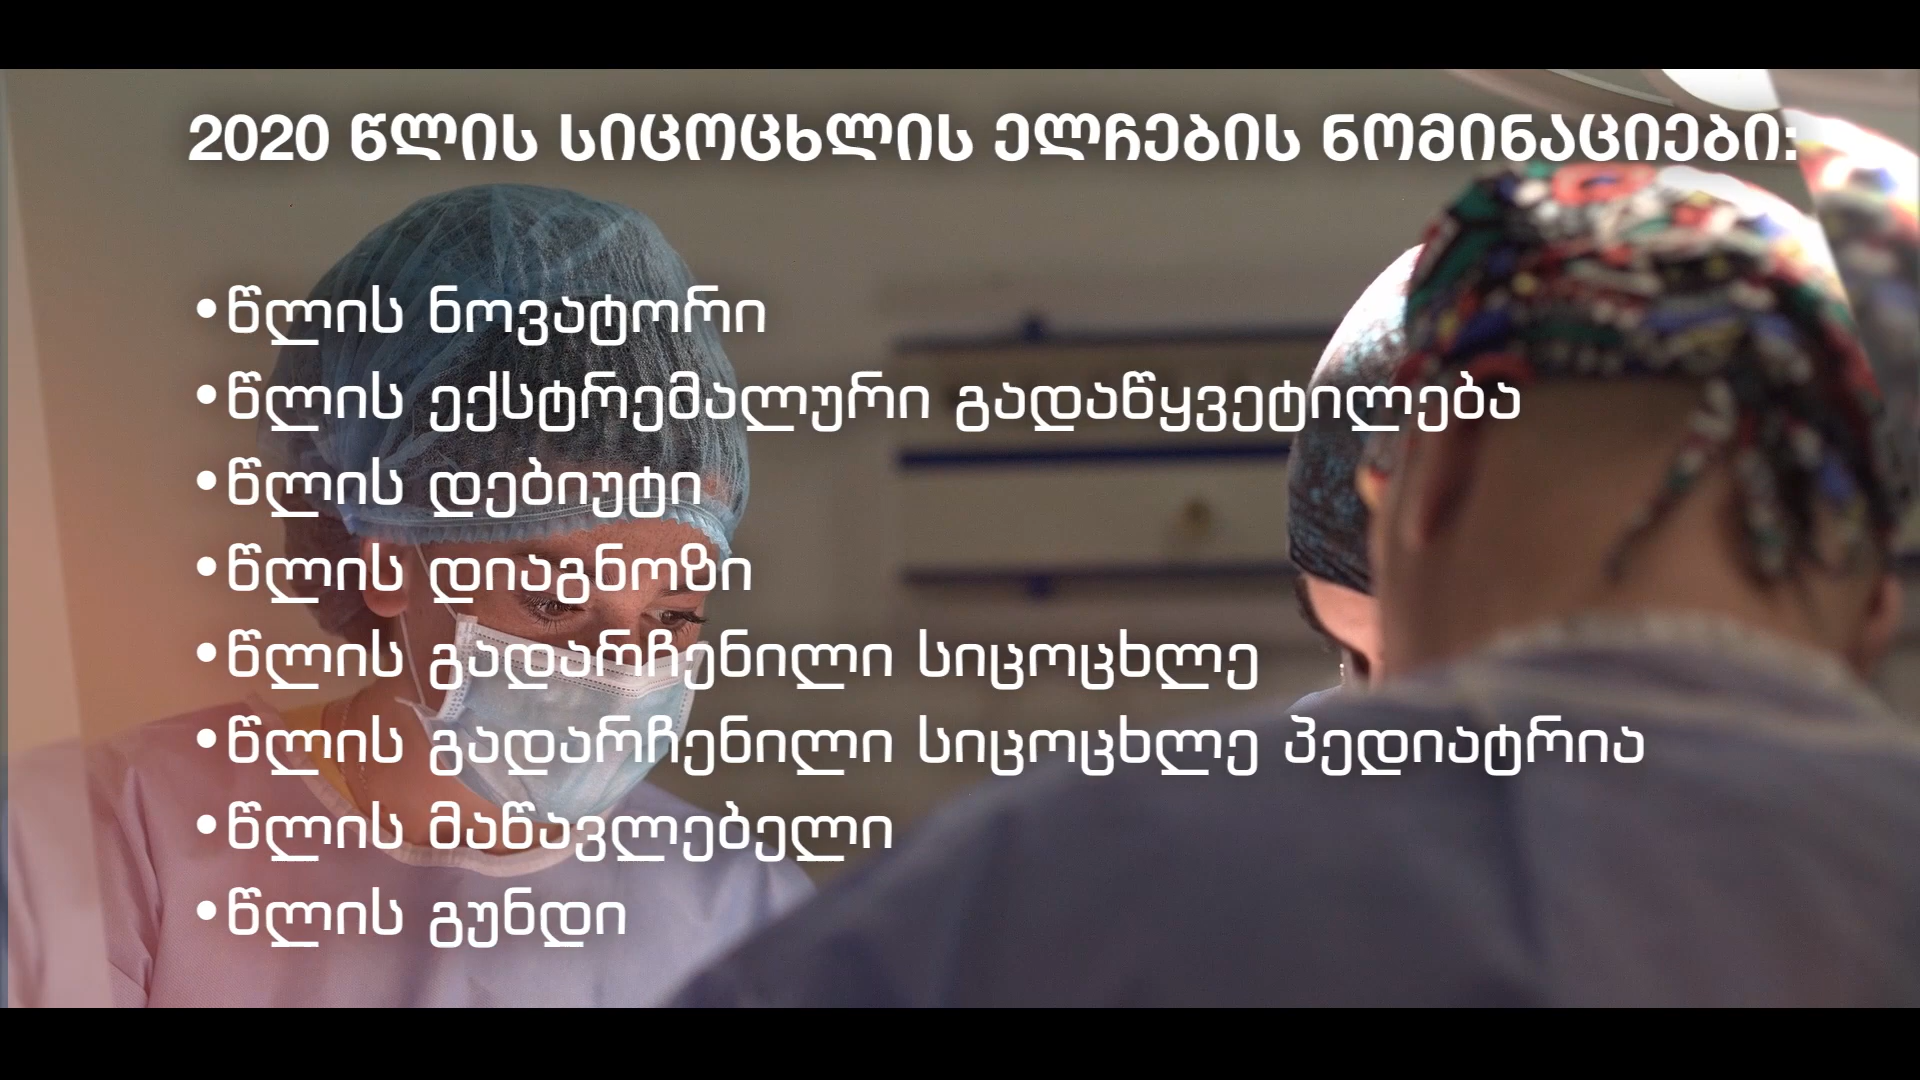 2020 წლის სიცოცხლის ელჩების ნომინაციები:
•წლის ნოვატორი
•წლის ექსტრემალური გადაწყვეტილება
•წლის დებიუტი
•წლის დიაგნოზი
•წლის გადარჩენილი სიცოცხლე
•წლის გადარჩენილი სიცოცხლე პედიატრია
•წლის მაწავლებელი
•წლის გუნდი